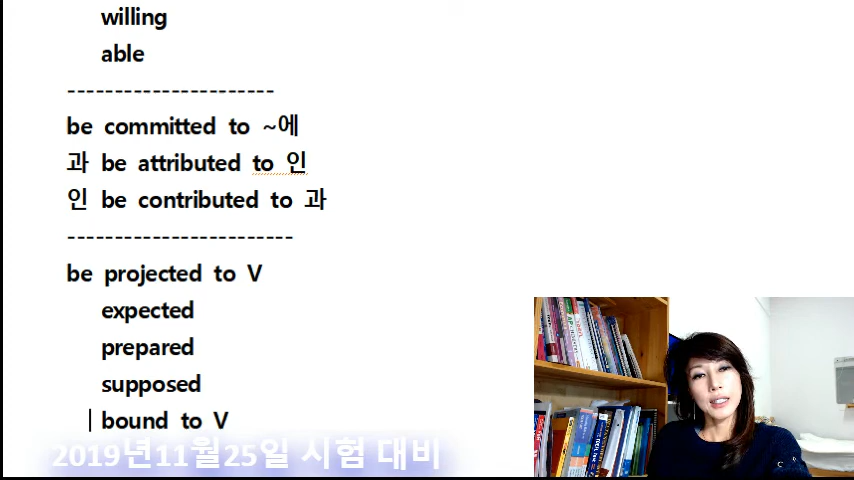 willing
able
----------------------
be committed to ~에
과 be attributed to 인
인 be contributed to 과
------------------------
be projected to V
expected
prepared
supposed
bound to V
2019년11월25일 시험 대비